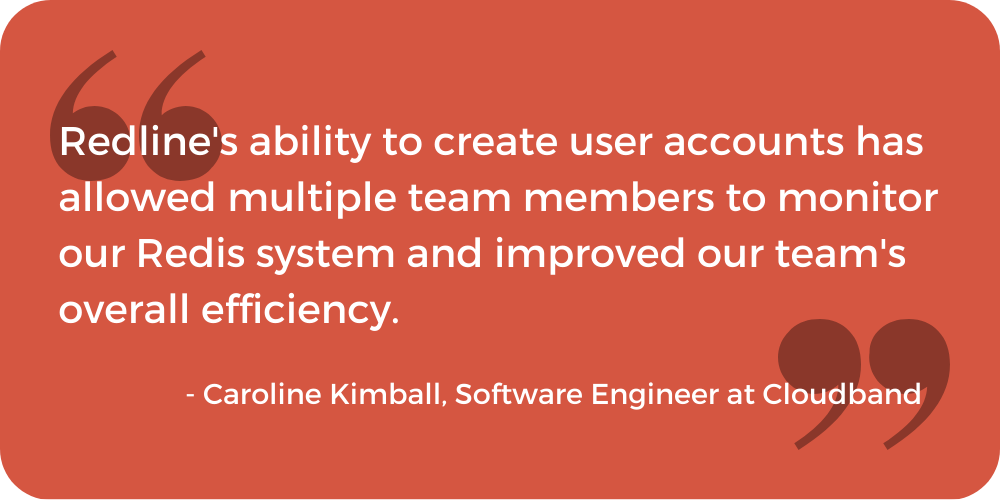 Redline's ability to create user accounts has
allowed multiple team members to monitor
our Redis system and improved our team's
overall efficiency.
- Caroline Kimball, Software Engineer at Cloudband